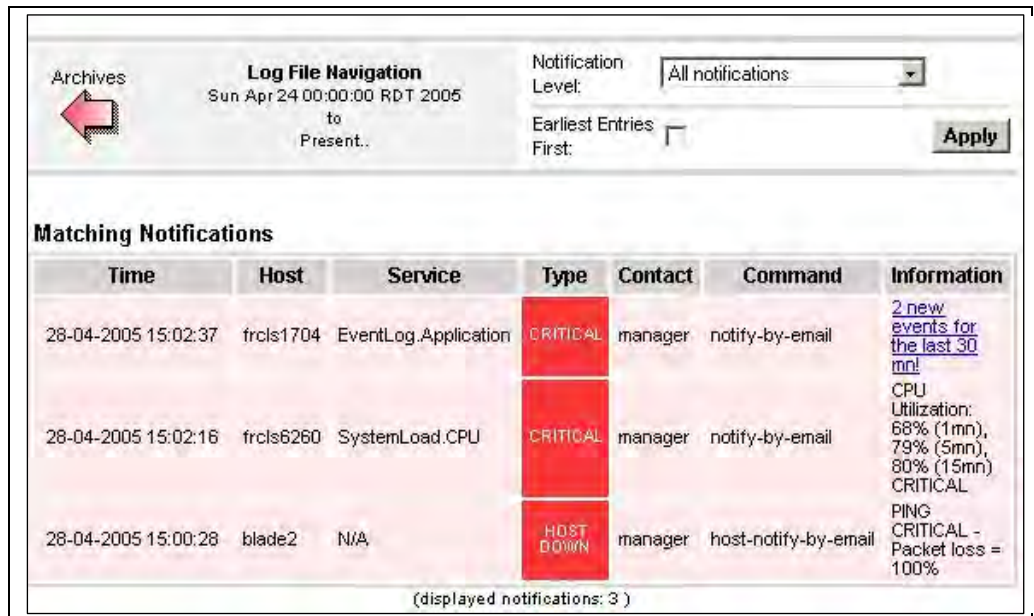 Archives
Log File Navigation
Sun Apr 24 00:00:00 RDT 2005
to
Present..
Notification
Level:
All notifications
Earliest Entries
First:
Apply
Matching Notifications
Time Host Service Type Contact Command Information
28-04-2005 15:02:37 frcls1704 EventLog.Application CRITICAL manager notify-by-email 2 new
events for
the last 30
mn!
28-04-2005 15:02:16 frcls6260 SystemLoad.CPU CRITICAL manager notify-by-email CPU
Utilization:
68% (1mn),
79% (5mn),
80% (15mn)
CRITICAL
28-04-2005 15:00:28 blade2 N/A HOST
DOWN manager host-notify-by-email PING
CRITICAL -
Packet loss =
100%
(displayed notifications: 3 )